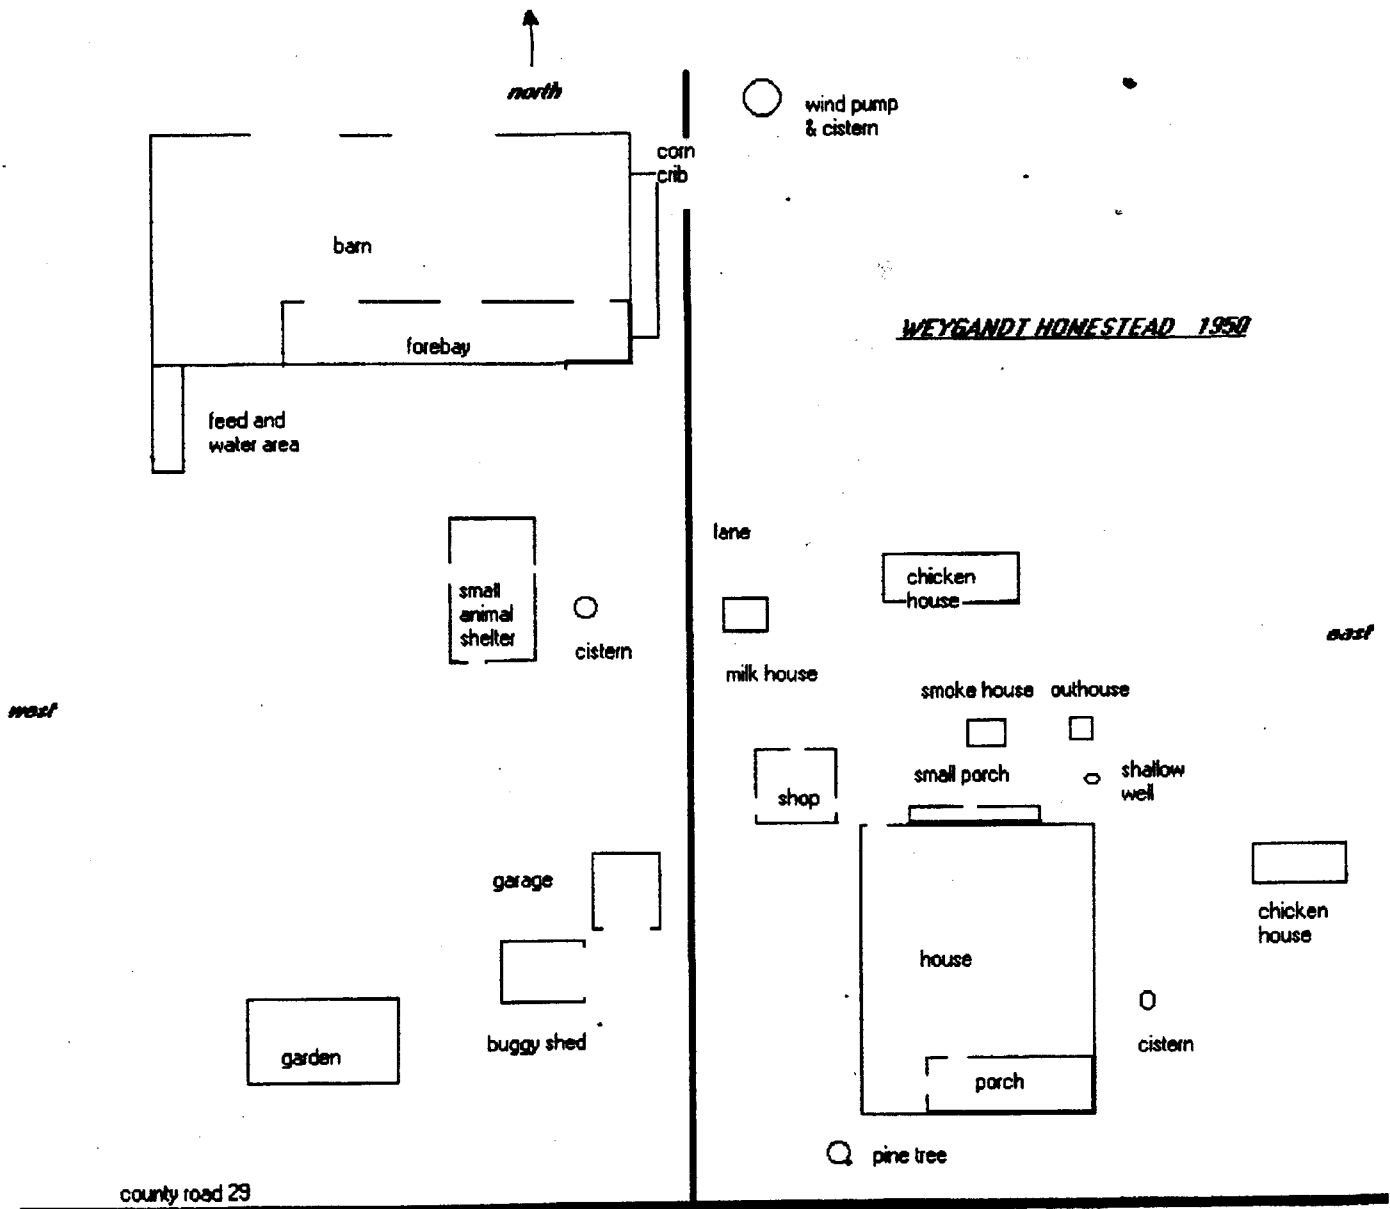 north
wind pump
& cistern
corn
crib
barn
WEYGANDT HOMESTEAD 1950
forebay
feed and
water area
lane
small
animal
shelter
cistern
chicken
house
milk house
east
west
smoke house
outhouse
small porch
shallow
well
shop
garage
chicken
house
house
buggy shed
garden
cistern
porch
pine tree
county road 29